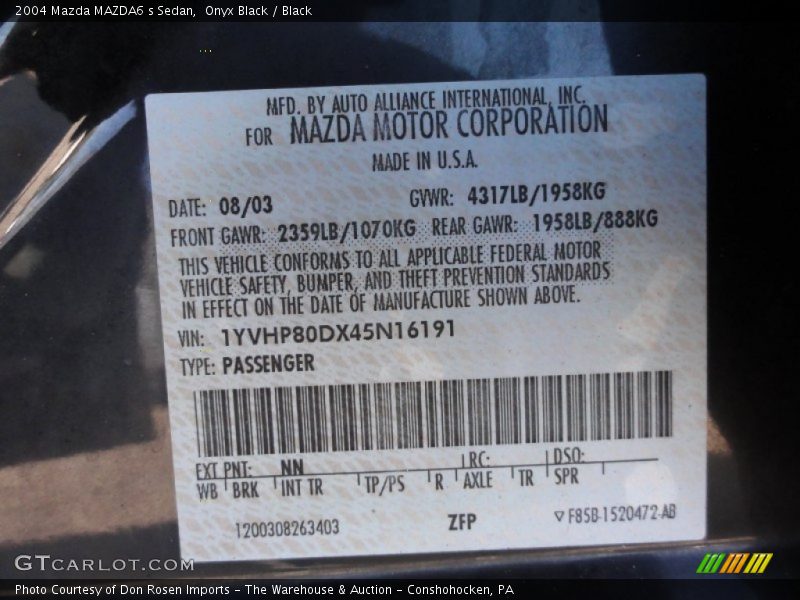 2004 Mazda MAZDA6 s Sedan,  Onyx Black / Black
MFD. BY AUTO ALLIANCE INTERNATIONAL, INC.
FOR MAZDA MOTOR CORPORATION
MADE IN U.S.A.
DATE: 08/03 GVWR: 4317LB/1958KG
FRONT GAWR: 2359LB/1070KG REAR GAWR: 1958LB/888KG
THIS VEHICLE CONFORMS TO ALL APPLICABLE FEDERAL MOTOR
VEHICLE SAFETY, BUMPER, AND THEFT PREVENTION STANDARDS
IN EFFECT ON THE DATE OF MANUFACTURE SHOWN ABOVE.
VIN: 1YVHP80DX45N16191
TYPE: PASSENGER
EXT PNT: NN RC: DSO:
WB BRK INT TR TP/PS R AXLE TR SPR
1200308263403 ZFP ▽F85B-1520472-AB
GTCARLOT.COM
Photo Courtesy of Don Rosen Imports - The Warehouse & Auction - Conshohocken, PA